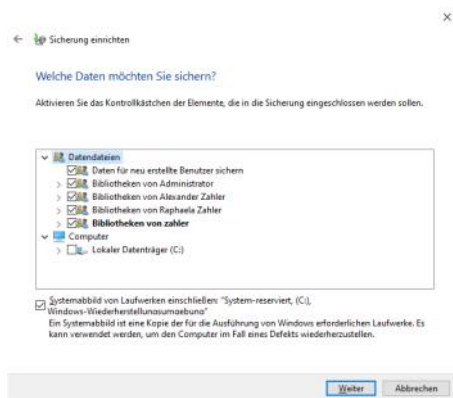 Sicherung einrichten
Welche Daten möchten Sie sichern?
Aktivieren Sie das Kontrollkästchen der Elemente, die in die Sicherung eingeschlossen werden sollen.
Datendateien
Daten für neu erstellte Benutzer sichern
Bibliotheken von Administrator
Bibliotheken von Alexander Zahler
Bibliotheken von Raphaela Zahler
Bibliotheken von zahler
Computer
Lokaler Datenträger (C:)
Systemabbild von Laufwerken einschließen: "System-reserviert, (C:),
Windows-Wiederherstellungsumgebung"
Ein Systemabbild ist eine Kopie der für die Ausführung von Windows erforderlichen Laufwerke. Es
kann verwendet werden, um den Computer im Fall eines Defekts wiederherzustellen.
Weiter Abbrechen